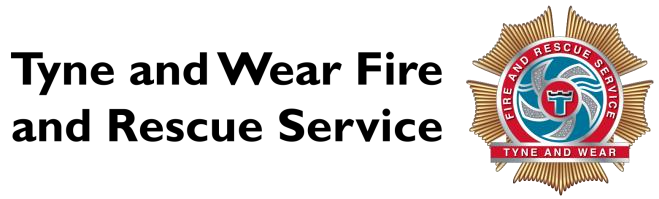 Tyne and Wear Fire
and Rescue Service
FIRE AND RESCUE SERVICE
T
TYNE AND WEAR